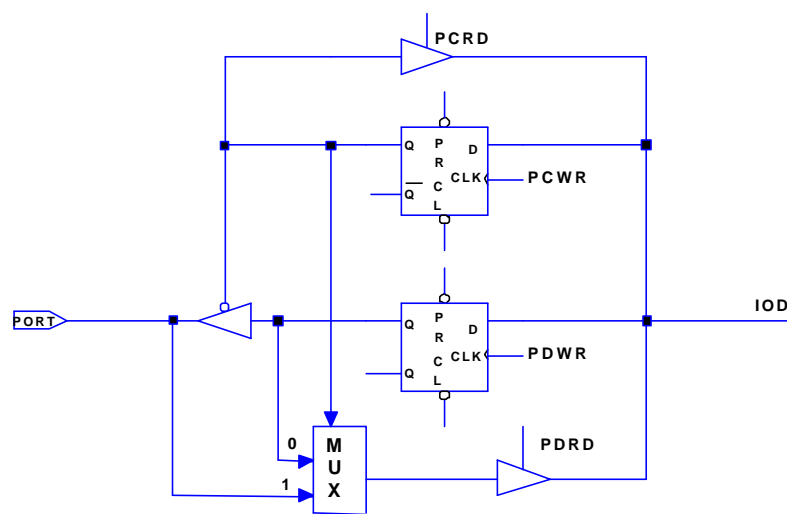 PCRD
Q P D
R
CLK PCWR
C
Q
L
PORT
IOD
Q P D
R
CLK PDWR
C
Q
L
0 M
U
1 X
PDRD